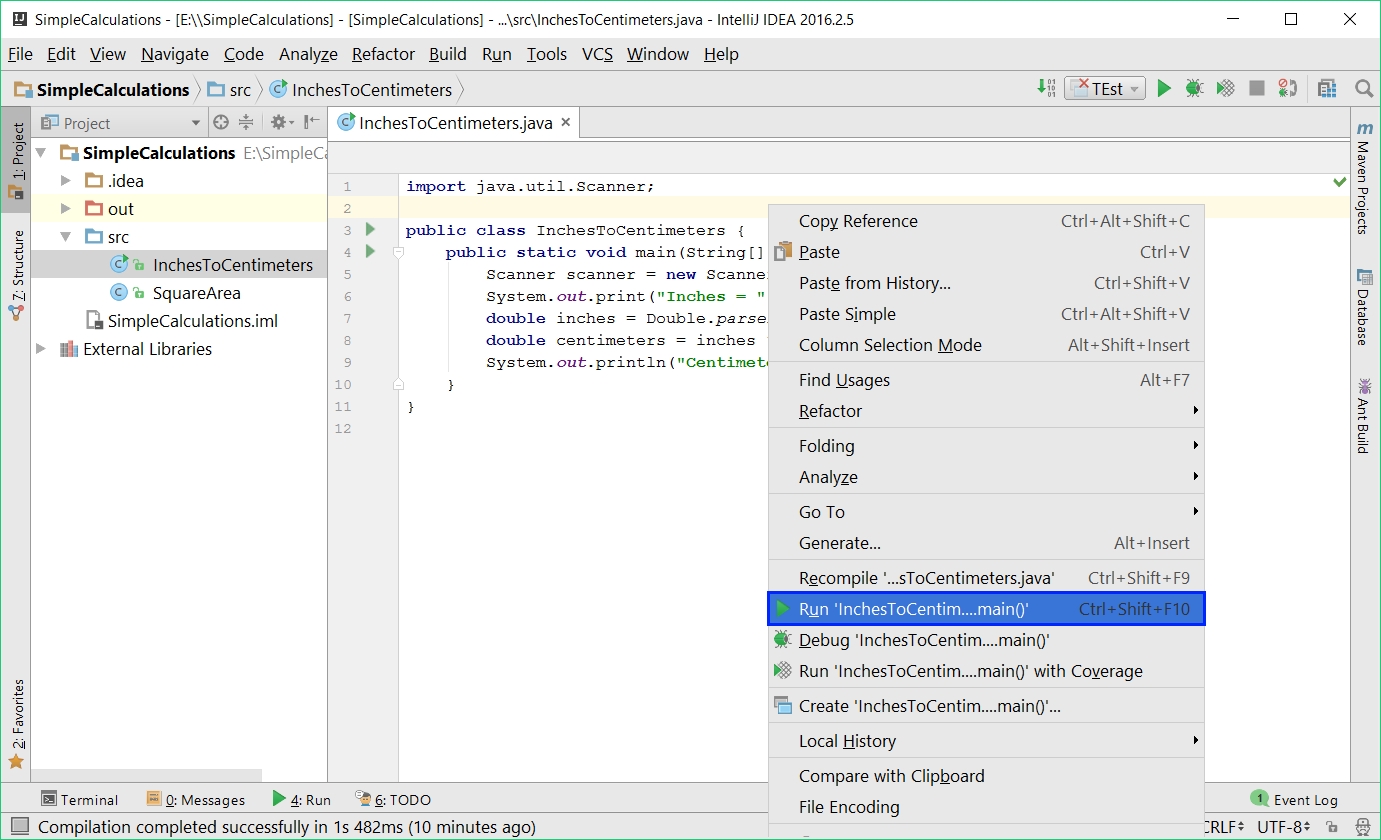 SimpleCalculations - [E:\\SimpleCalculations] - [SimpleCalculations] - ...\src\InchesToCentimeters.java - IntelliJ IDEA 2016.2.5
File Edit View Navigate Code Analyze Refactor Build Run Tools VCS Window Help
SimpleCalculations src InchesToCentimeters TEst
Project InchesToCentimeters.java
1: Project
Z: Structure
2: Favorites
SimpleCalculations E:\SimpleCa
.idea
out
src
InchesToCentimeters
SquareArea
SimpleCalculations.iml
External Libraries
1 import java.util.Scanner;
2
3 public class InchesToCentimeters {
4 public static void main(String[]
5 Scanner scanner = new Scanne
6 System.out.print("Inches = "
7 double inches = Double.parse
8 double centimeters = inches
9 System.out.println("Centimet
10 }
11 }
12
Copy Reference Ctrl+Alt+Shift+C
Paste Ctrl+V
Paste from History... Ctrl+Shift+V
Paste Simple Ctrl+Alt+Shift+V
Column Selection Mode Alt+Shift+Insert
Find Usages Alt+F7
Refactor
Folding
Analyze
Go To
Generate... Alt+Insert
Recompile '...sToCentimeters.java' Ctrl+Shift+F9
Run 'InchesToCentim....main()' Ctrl+Shift+F10
Debug 'InchesToCentim....main()'
Run 'InchesToCentim....main()' with Coverage
Create 'InchesToCentim....main()'...
Local History
Compare with Clipboard
File Encoding
m Maven Projects
Database
Ant Build
Terminal 0: Messages 4: Run 6: TODO 1 Event Log
Compilation completed successfully in 1s 482ms (10 minutes ago) CRLF UTF-8